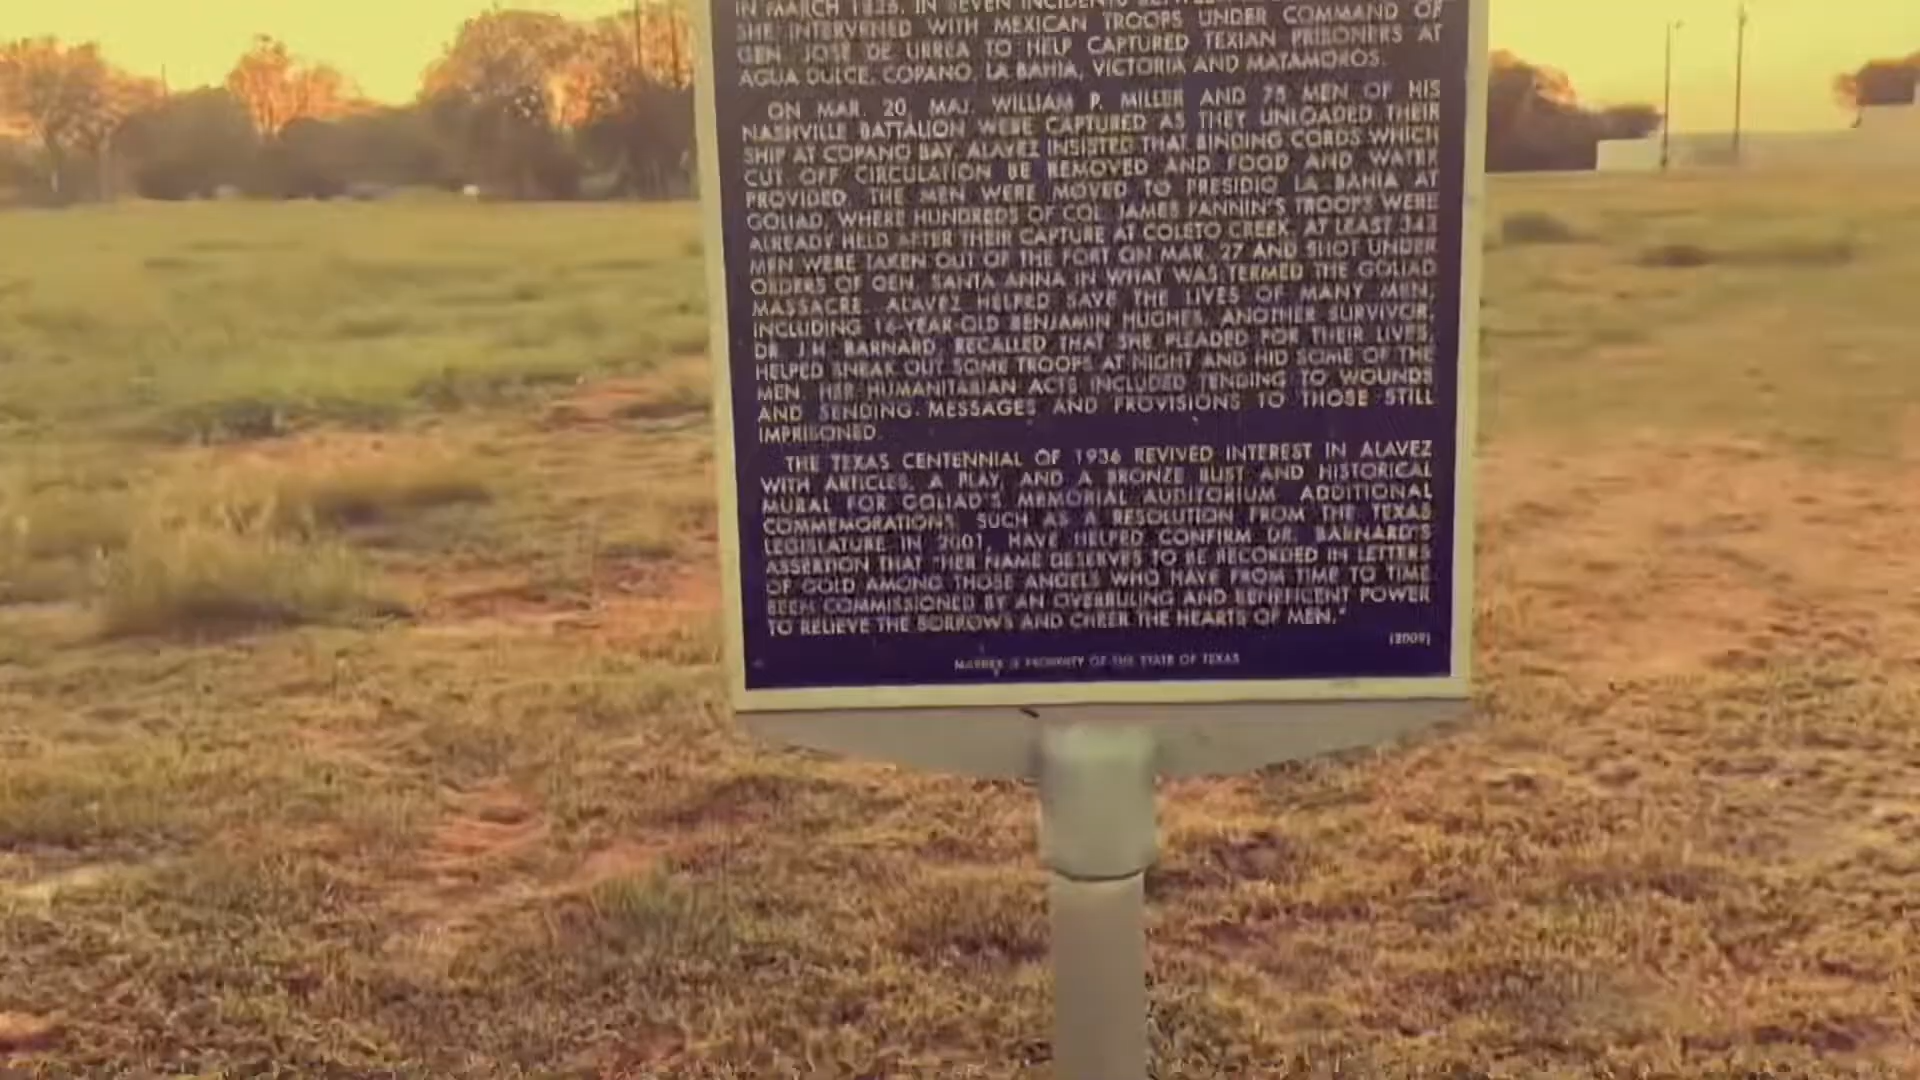 IN MARCH 1836. IN SEVEN INCIDENTS
SHE INTERVENED WITH MEXICAN TROOPS UNDER COMMAND OF
GEN. JOSE DE URREA TO HELP CAPTURED TEXIAN PRISONERS AT
AGUA DULCE, COPANO, LA BAHIA, VICTORIA AND MATAMOROS.
ON MAR. 20, MAJ. WILLIAM P. MILLER AND 75 MEN OF HIS
NASHVILLE BATTALION WERE CAPTURED AS THEY UNLOADED THEIR
SHIP AT COPANO BAY. ALAVEZ INSISTED THAT BINDING CORDS WHICH
CUT OFF CIRCULATION BE REMOVED AND FOOD AND WATER
PROVIDED. THE MEN WERE MOVED TO PRESIDIO LA BAHIA AT
GOLIAD, WHERE HUNDREDS OF COL. JAMES FANNIN'S TROOPS WERE
ALREADY HELD AFTER THEIR CAPTURE AT COLETO CREEK. AT LEAST 342
MEN WERE TAKEN OUT OF THE FORT ON MAR. 27 AND SHOT UNDER
ORDERS OF GEN. SANTA ANNA IN WHAT WAS TERMED THE GOLIAD
MASSACRE. ALAVEZ HELPED SAVE THE LIVES OF MANY MEN,
INCLUDING 16-YEAR-OLD BENJAMIN HUGHES. ANOTHER SURVIVOR,
DR. J.H. BARNARD, RECALLED THAT SHE PLEADED FOR THEIR LIVES,
HELPED SNEAK OUT SOME TROOPS AT NIGHT AND HID SOME OF THE
MEN. HER HUMANITARIAN ACTS INCLUDED TENDING TO WOUNDS
AND SENDING MESSAGES AND PROVISIONS TO THOSE STILL
IMPRISONED.
THE TEXAS CENTENNIAL OF 1936 REVIVED INTEREST IN ALAVEZ
WITH ARTICLES, A PLAY, AND A BRONZE BUST AND HISTORICAL
MURAL FOR GOLIAD'S MEMORIAL AUDITORIUM. ADDITIONAL
COMMEMORATIONS, SUCH AS A RESOLUTION FROM THE TEXAS
LEGISLATURE IN 2001, HAVE HELPED CONFIRM DR. BARNARD'S
ASSERTION THAT "HER NAME DESERVES TO BE RECORDED IN LETTERS
OF GOLD AMONG THOSE ANGELS WHO HAVE FROM TIME TO TIME
BEEN COMMISSIONED BY AN OVERRULING AND BENEFICENT POWER
TO RELIEVE THE SORROWS AND CHEER THE HEARTS OF MEN."
(2009)
MARKER IS PROPERTY OF THE STATE OF TEXAS